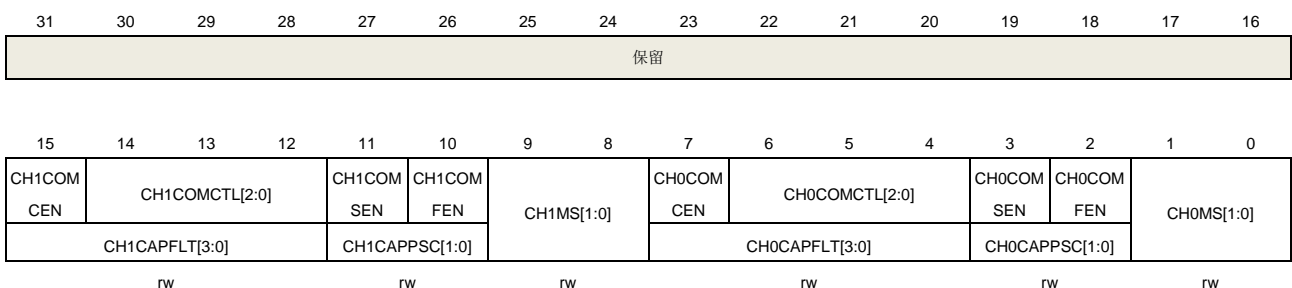 31 30 29 28 27 26 25 24 23 22 21 20 19 18 17 16
保留
15 14 13 12 11 10 9 8 7 6 5 4 3 2 1 0
CH1COM CEN CH1COMCTL[2:0] CH1COM SEN CH1COM FEN CH1MS[1:0] CH0COM CEN CH0COMCTL[2:0] CH0COM SEN CH0COM FEN CH0MS[1:0]
CH1CAPFLT[3:0] CH1CAPPSC[1:0] CH0CAPFLT[3:0] CH0CAPPSC[1:0]
rw rw rw rw rw rw